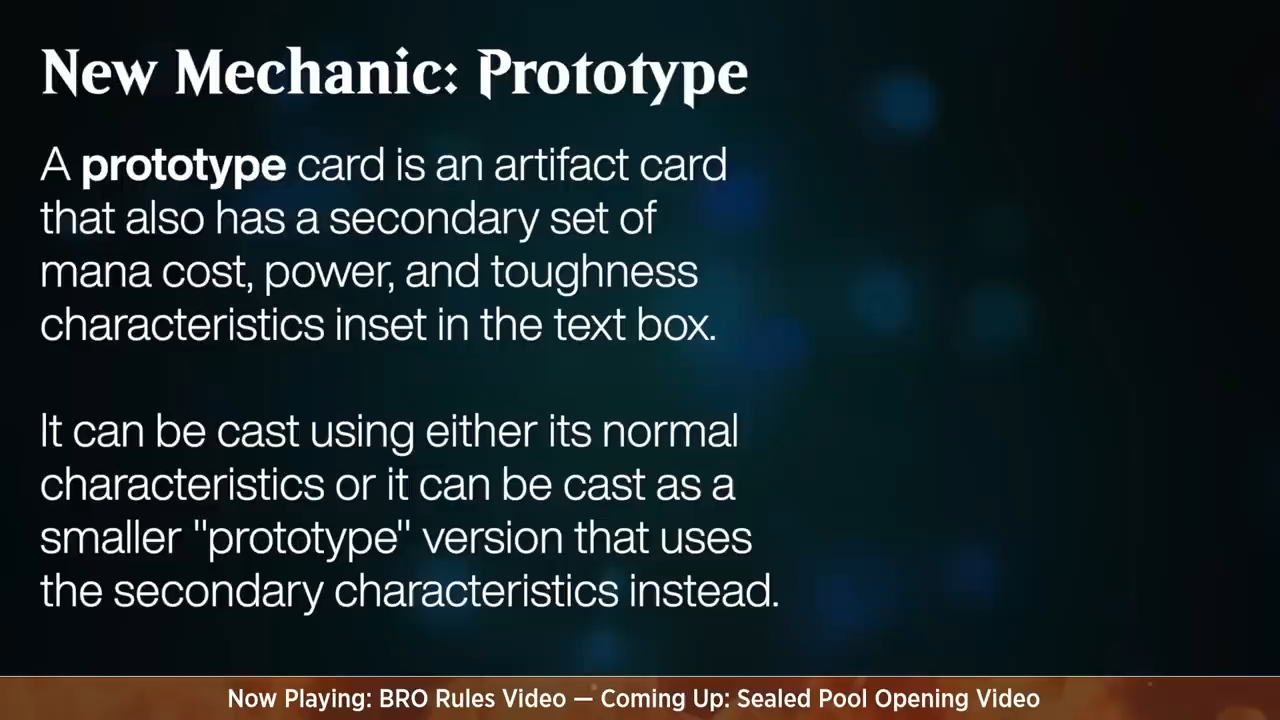 New Mechanic: Prototype
A prototype card is an artifact card
that also has a secondary set of
mana cost, power, and toughness
characteristics inset in the text box.
It can be cast using either its normal
characteristics or it can be cast as a
smaller "prototype" version that uses
the secondary characteristics instead.
Now Playing: BRO Rules Video — Coming Up: Sealed Pool Opening Video